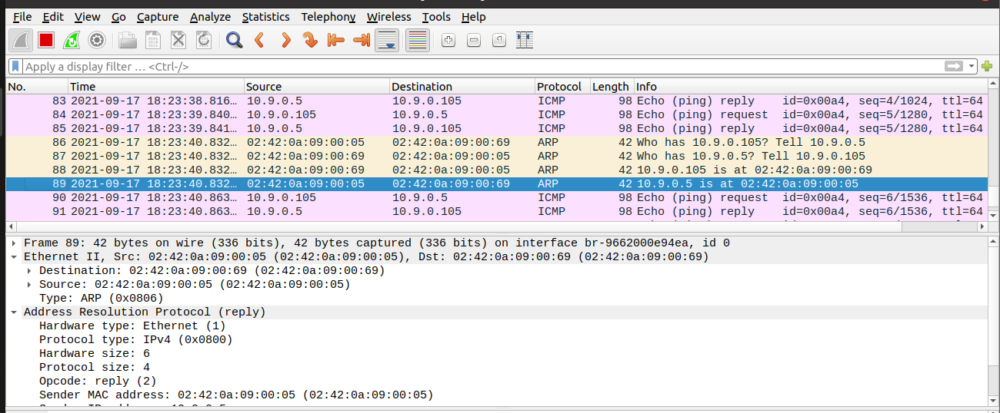 File Edit View Go Capture Analyze Statistics Telephony Wireless Tools Help
Apply a display filter … <Ctrl-/>
No. Time Source Destination Protocol Length Info
83 2021-09-17 18:23:38.816… 10.9.0.5 10.9.0.105 ICMP 98 Echo (ping) reply id=0x00a4, seq=4/1024, ttl=64
84 2021-09-17 18:23:39.840… 10.9.0.105 10.9.0.5 ICMP 98 Echo (ping) request id=0x00a4, seq=5/1280, ttl=64
85 2021-09-17 18:23:39.841… 10.9.0.5 10.9.0.105 ICMP 98 Echo (ping) reply id=0x00a4, seq=5/1280, ttl=64
86 2021-09-17 18:23:40.832… 02:42:0a:09:00:05 02:42:0a:09:00:69 ARP 42 Who has 10.9.0.105? Tell 10.9.0.5
87 2021-09-17 18:23:40.832… 02:42:0a:09:00:69 02:42:0a:09:00:05 ARP 42 Who has 10.9.0.5? Tell 10.9.0.105
88 2021-09-17 18:23:40.832… 02:42:0a:09:00:69 02:42:0a:09:00:05 ARP 42 10.9.0.105 is at 02:42:0a:09:00:69
89 2021-09-17 18:23:40.832… 02:42:0a:09:00:05 02:42:0a:09:00:69 ARP 42 10.9.0.5 is at 02:42:0a:09:00:05
90 2021-09-17 18:23:40.863… 10.9.0.105 10.9.0.5 ICMP 98 Echo (ping) request id=0x00a4, seq=6/1536, ttl=64
91 2021-09-17 18:23:40.863… 10.9.0.5 10.9.0.105 ICMP 98 Echo (ping) reply id=0x00a4, seq=6/1536, ttl=64
Frame 89: 42 bytes on wire (336 bits), 42 bytes captured (336 bits) on interface br-9662000e94ea, id 0
Ethernet II, Src: 02:42:0a:09:00:05 (02:42:0a:09:00:05), Dst: 02:42:0a:09:00:69 (02:42:0a:09:00:69)
Destination: 02:42:0a:09:00:69 (02:42:0a:09:00:69)
Source: 02:42:0a:09:00:05 (02:42:0a:09:00:05)
Type: ARP (0x0806)
Address Resolution Protocol (reply)
Hardware type: Ethernet (1)
Protocol type: IPv4 (0x0800)
Hardware size: 6
Protocol size: 4
Opcode: reply (2)
Sender MAC address: 02:42:0a:09:00:05 (02:42:0a:09:00:05)